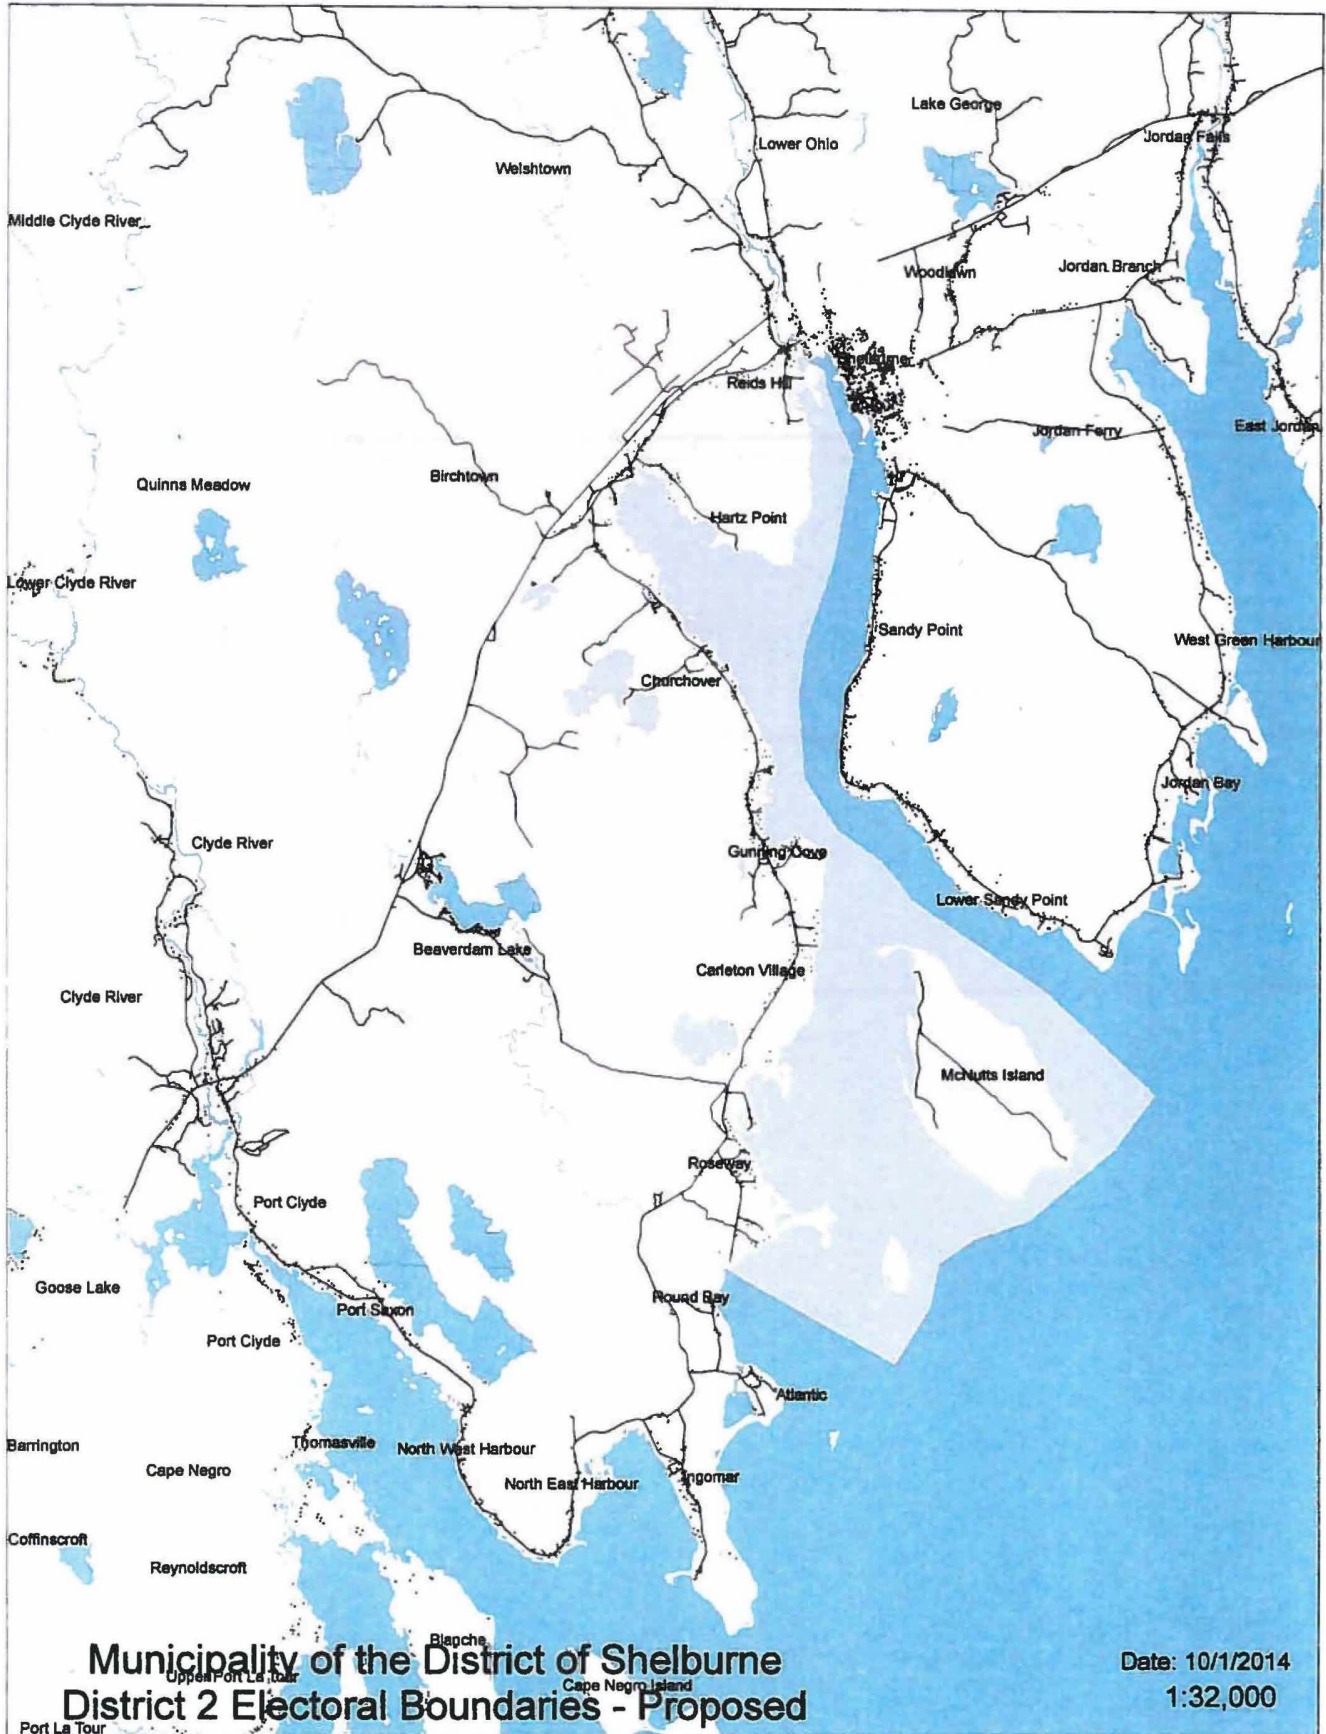 Lake George
Jordan Falls
Lower Ohio
Welshtown
Middle Clyde River
Woodlawn
Jordan Branch
Shelburne
Reids Hill
East Jordan
Jordan Ferry
Birchtown
Quinns Meadow
Hartz Point
Lower Clyde River
Sandy Point
West Green Harbour
Churchover
Jordan Bay
Clyde River
Gunning Cove
Lower Sandy Point
Beaverdam Lake
Carleton Village
Clyde River
McNutts Island
Roseway
Port Clyde
Goose Lake
Round Bay
Port Saxon
Port Clyde
Atlantic
Thomasville
Barrington
North West Harbour
Cape Negro
North East Harbour
Ingomar
Coffinscroft
Reynoldscroft
Blanche
Municipality of the District of Shelburne
Date: 10/1/2014
Upper Port La Tour
Cape Negro Island
District 2 Electoral Boundaries - Proposed
1:32,000
Port La Tour